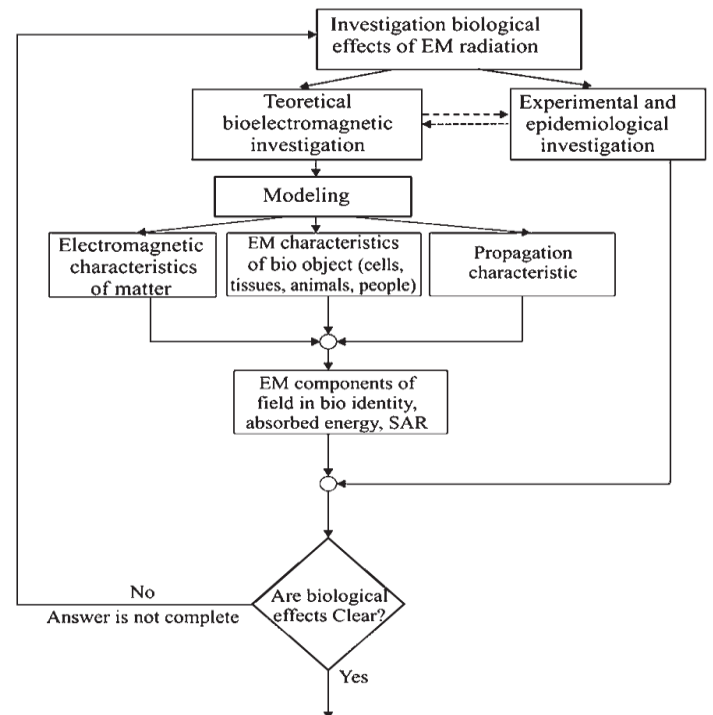 Investigation biological
effects of EM radiation
Teoretical
bioelectromagnetic
investigation
Experimental and
epidemiological
investigation
Modeling
Electromagnetic
characteristics
of matter
EM characteristics
of bio object (cells,
tissues, animals, people)
Propagation
characteristic
EM components of
field in bio identity,
absorbed energy, SAR
Are biological
effects Clear?
No
Answer is not complete
Yes